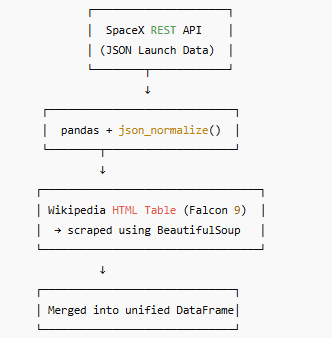 SpaceX REST API
(JSON Launch Data)
↓
pandas + json_normalize()
↓
Wikipedia HTML Table (Falcon 9)
→ scraped using BeautifulSoup
↓
Merged into unified DataFrame